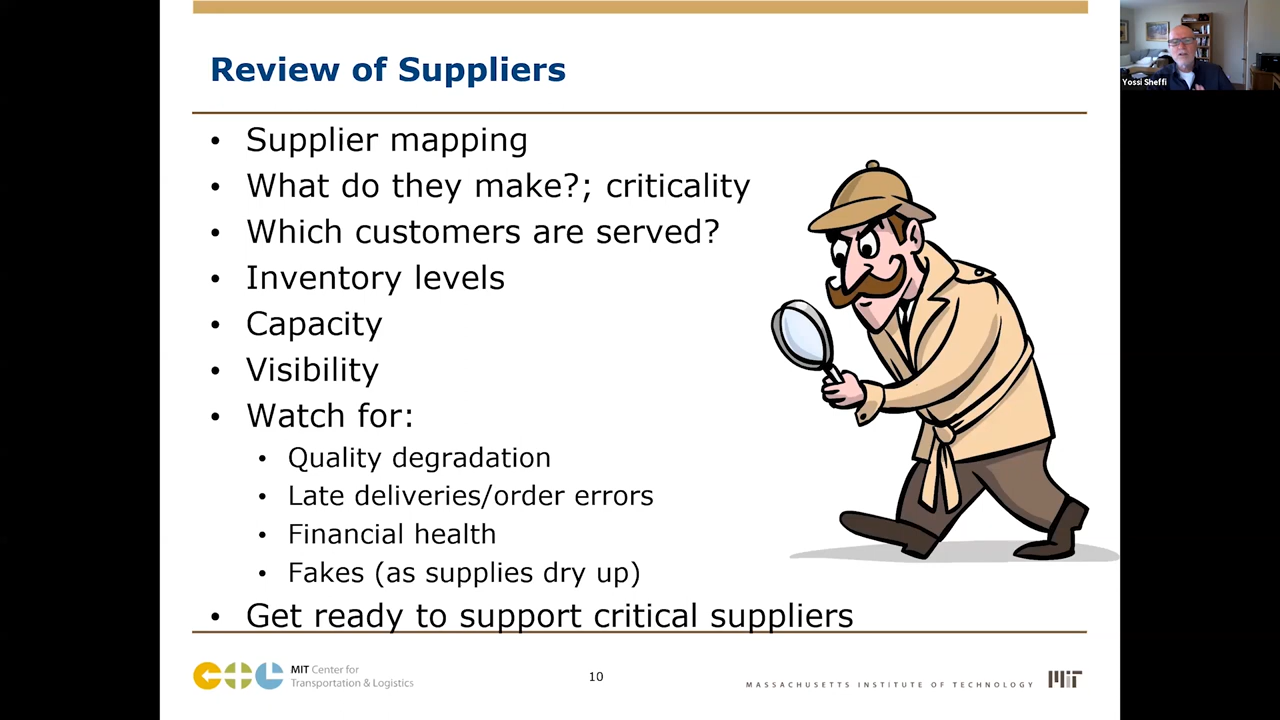 Review of Suppliers
Yossi Sheffi
• Supplier mapping
• What do they make?; criticality
• Which customers are served?
• Inventory levels
• Capacity
• Visibility
• Watch for:
• Quality degradation
• Late deliveries/order errors
• Financial health
• Fakes (as supplies dry up)
• Get ready to support critical suppliers
MIT Center for
Transportation & Logistics
10
MASSACHUSETTS INSTITUTE OF TECHNOLOGY
MIT